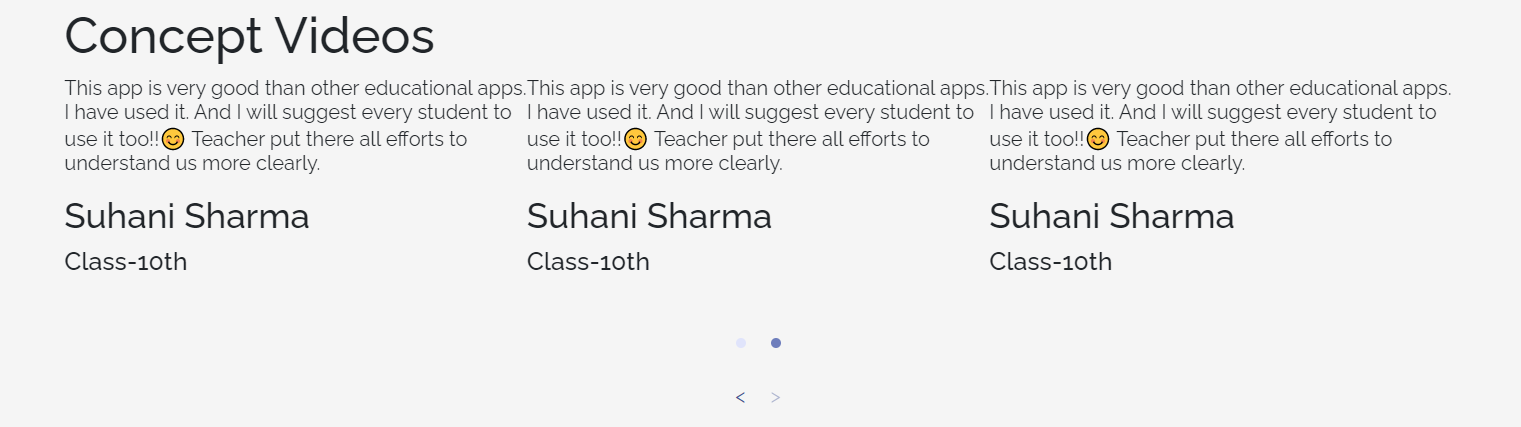 Concept Videos
This app is very good than other educational apps.
I have used it. And I will suggest every student to
use it too!!😊 Teacher put there all efforts to
understand us more clearly.
Suhani Sharma
Class-10th
This app is very good than other educational apps.
I have used it. And I will suggest every student to
use it too!!😊 Teacher put there all efforts to
understand us more clearly.
Suhani Sharma
Class-10th
This app is very good than other educational apps.
I have used it. And I will suggest every student to
use it too!!😊 Teacher put there all efforts to
understand us more clearly.
Suhani Sharma
Class-10th
< >